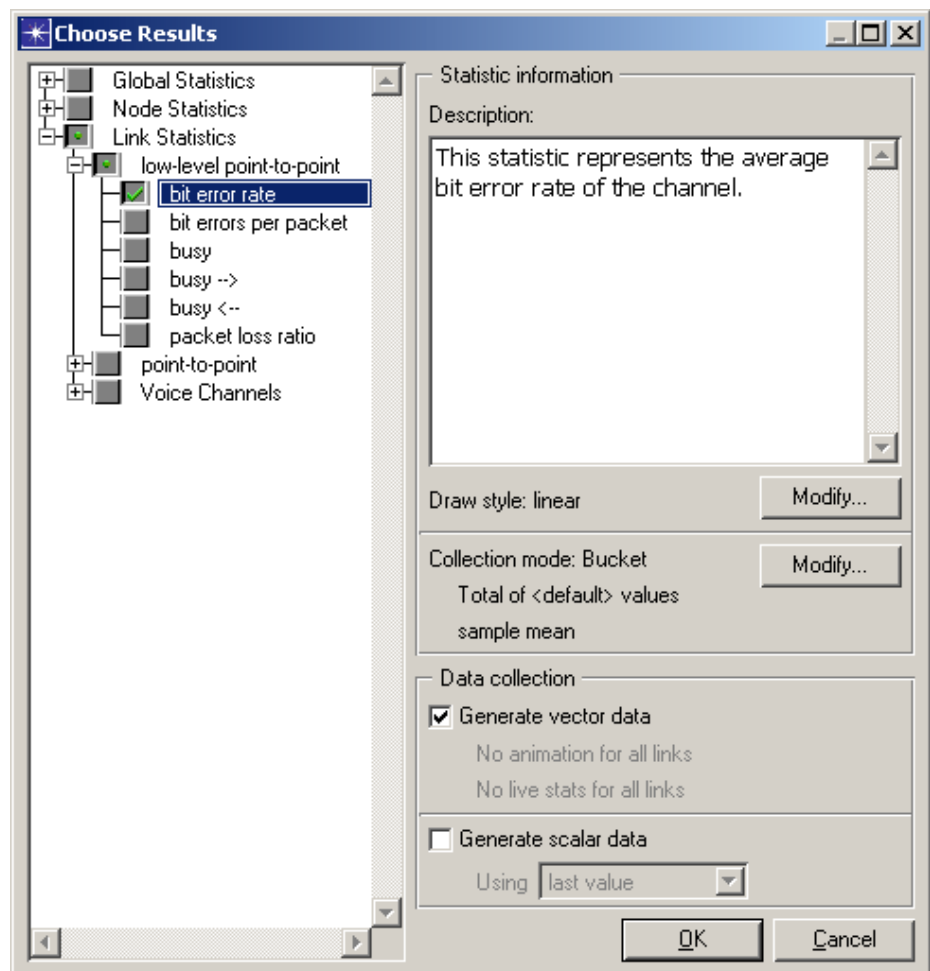 Choose Results
Global Statistics
Node Statistics
Link Statistics
low-level point-to-point
bit error rate
bit errors per packet
busy
busy -->
busy <--
packet loss ratio
point-to-point
Voice Channels
Statistic information
Description:
This statistic represents the average
bit error rate of the channel.
Draw style: linear
Modify...
Collection mode: Bucket
Modify...
Total of <default> values
sample mean
Data collection
Generate vector data
No animation for all links
No live stats for all links
Generate scalar data
Using last value
OK
Cancel